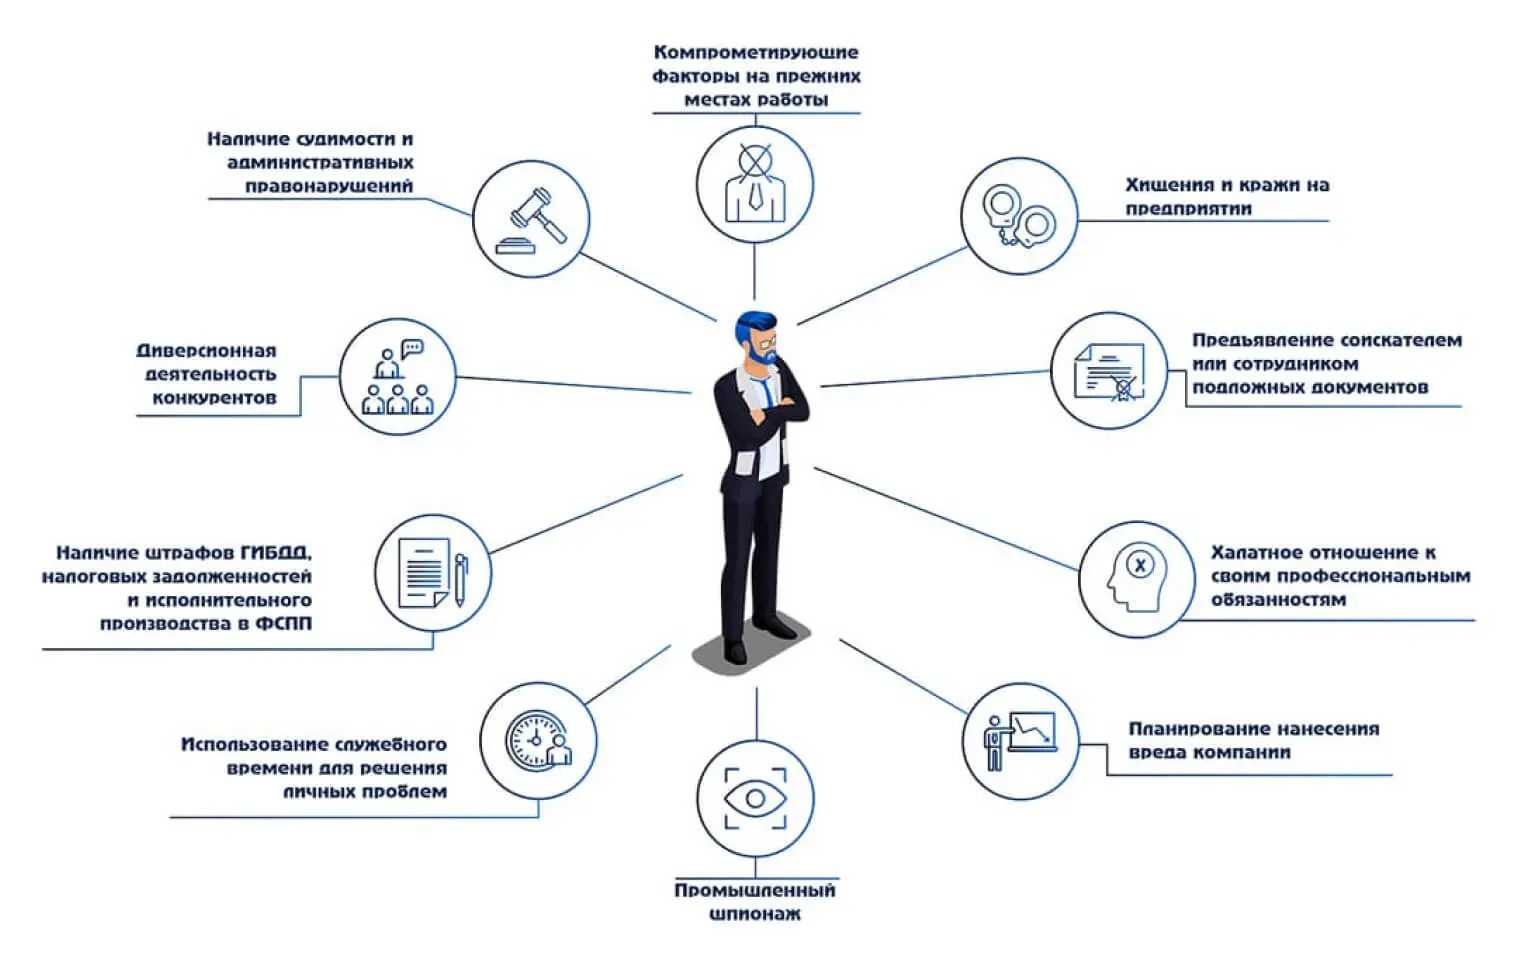 Компрометирующие
факторы на прежних
местах работы
Наличие судимости и
административных
правонарушений
Хищения и кражи на
предприятии
Диверсионная
деятельность
конкурентов
Предъявление соискателем
или сотрудником
подложных документов
Наличие штрафов ГИБДД,
налоговых задолженностей
и исполнительного
производства в ФСПП
Халатное отношение к
своим профессиональным
обязанностям
X
Использование служебного
времени для решения
личных проблем
Планирование нанесения
вреда компании
Промышленный
шпионаж